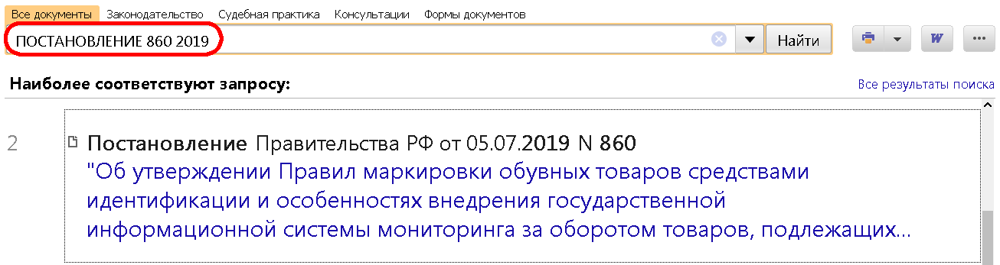 Все документы Законодательство Судебная практика Консультации Формы документов
ПОСТАНОВЛЕНИЕ 860 2019 Найти W
Наиболее соответствуют запросу: Все результаты поиска
2 Постановление Правительства РФ от 05.07.2019 N 860
"Об утверждении Правил маркировки обувных товаров средствами
идентификации и особенностях внедрения государственной
информационной системы мониторинга за оборотом товаров, подлежащих...